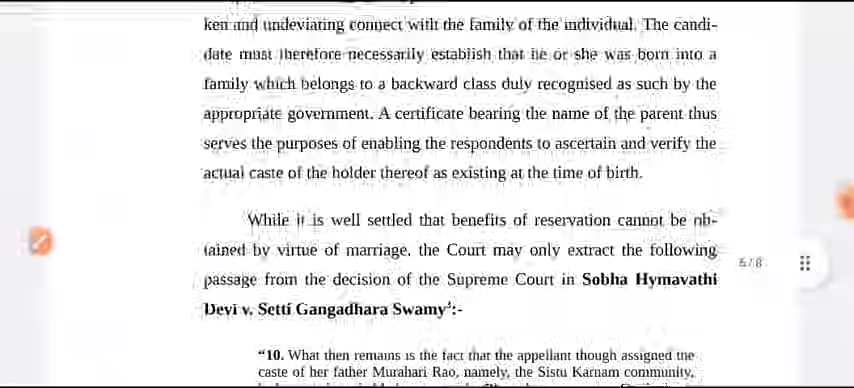 ken and undeviating connect with the family of the individual. The candi-
date must therefore necessarily establish that he or she was born into a
family which belongs to a backward class duly recognised as such by the
appropriate government. A certificate bearing the name of the parent thus
serves the purposes of enabling the respondents to ascertain and verify the
actual caste of the holder thereof as existing at the time of birth.
While it is well settled that benefits of reservation cannot be ob-
tained by virtue of marriage, the Court may only extract the following
passage from the decision of the Supreme Court in Sobha Hymavathi
Devi v. Setti Gangadhara Swamy³:-
6/8
“10. What then remains is the fact that the appellant though assigned the
caste of her father Murahari Rao, namely, the Sistu Karnam community,